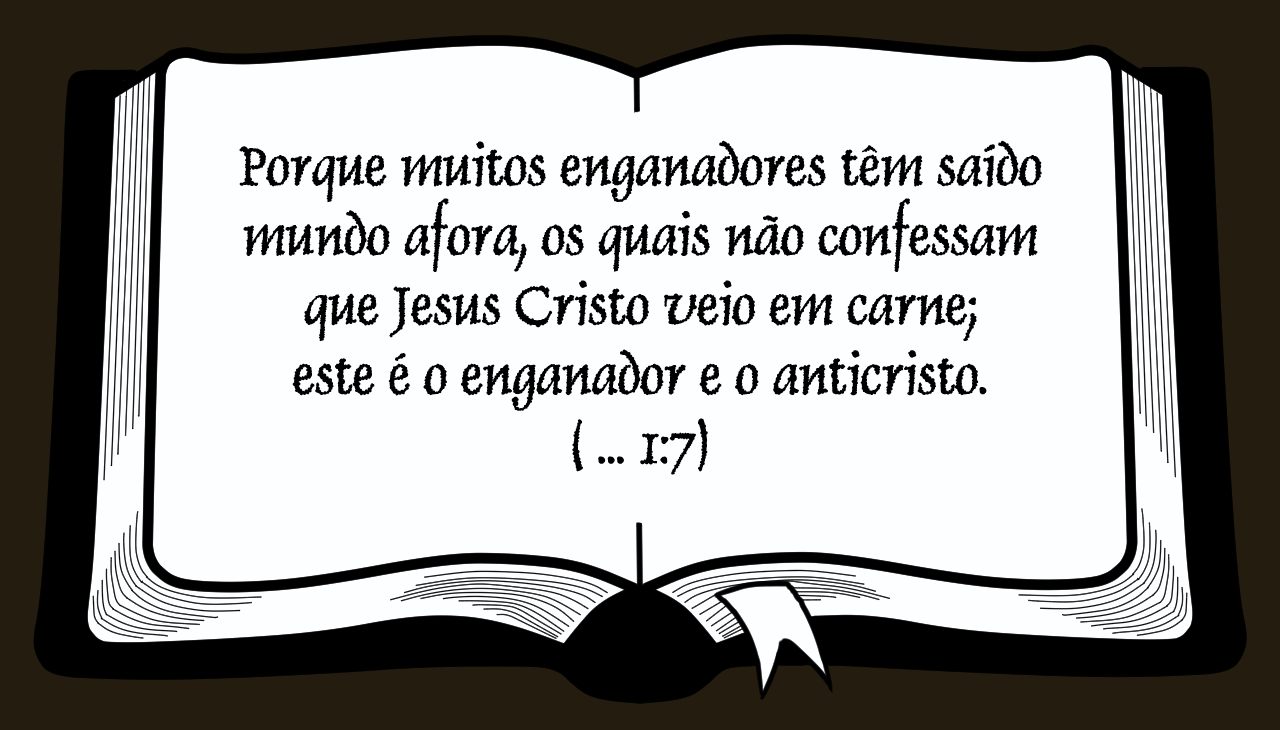 Porque muitos enganadores têm saído
mundo afora, os quais não confessam
que Jesus Cristo veio em carne;
este é o enganador e o anticristo.
( ... 1:7)